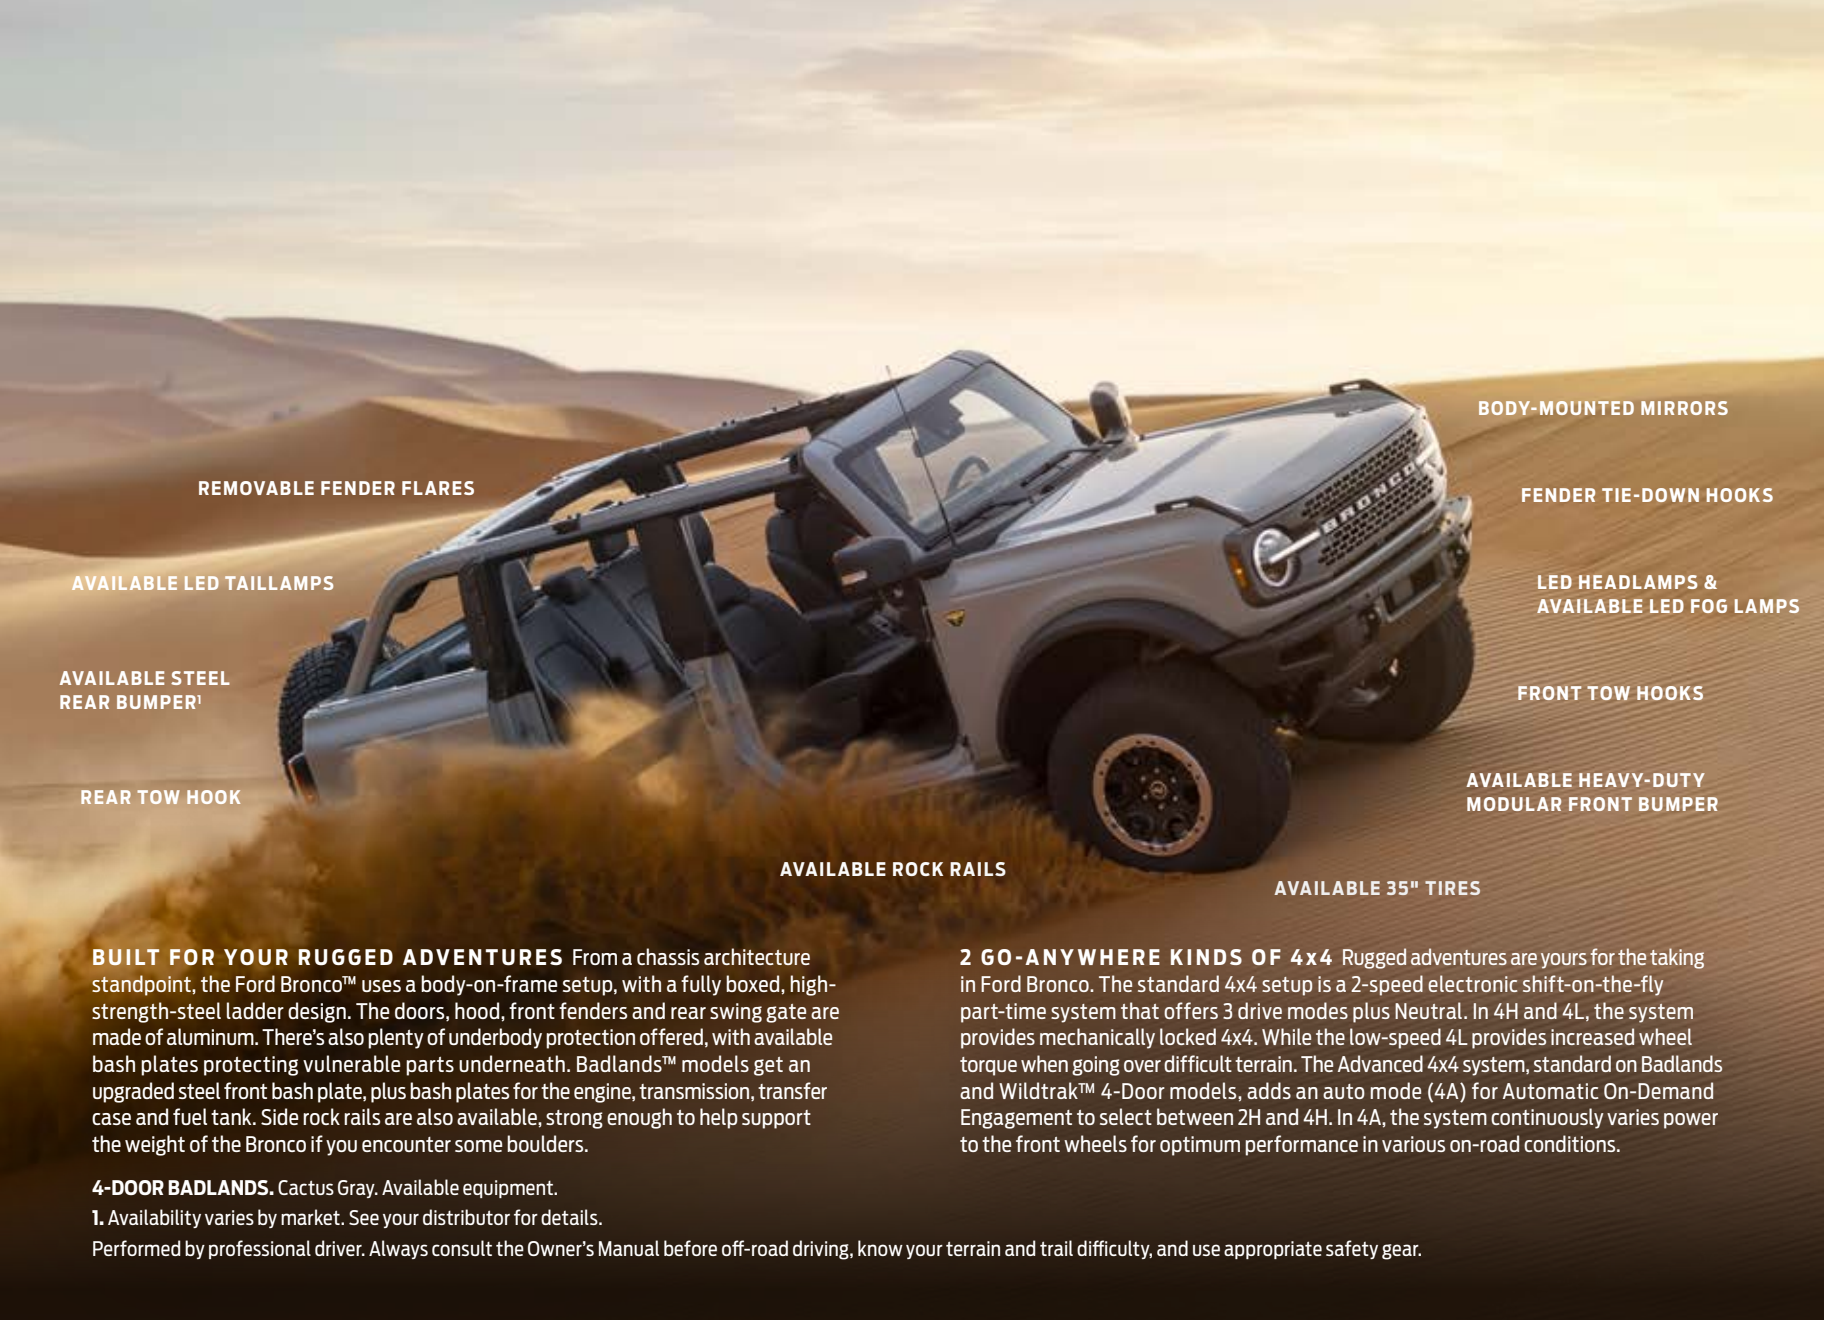 BODY-MOUNTED MIRRORS
REMOVABLE FENDER FLARES
FENDER TIE-DOWN HOOKS
BRONCO
AVAILABLE LED TAILLAMPS
LED HEADLAMPS &
AVAILABLE LED FOG LAMPS
AVAILABLE STEEL
REAR BUMPER¹
FRONT TOW HOOKS
REAR TOW HOOK
AVAILABLE HEAVY-DUTY
MODULAR FRONT BUMPER
AVAILABLE ROCK RAILS
AVAILABLE 35" TIRES
BUILT FOR YOUR RUGGED ADVENTURES From a chassis architecture
standpoint, the Ford Bronco™ uses a body-on-frame setup, with a fully boxed, high-
strength-steel ladder design. The doors, hood, front fenders and rear swing gate are
made of aluminum. There's also plenty of underbody protection offered, with available
bash plates protecting vulnerable parts underneath. Badlands™ models get an
upgraded steel front bash plate, plus bash plates for the engine, transmission, transfer
case and fuel tank. Side rock rails are also available, strong enough to help support
the weight of the Bronco if you encounter some boulders.
2 GO-ANYWHERE KINDS OF 4x4 Rugged adventures are yours for the taking
in Ford Bronco. The standard 4x4 setup is a 2-speed electronic shift-on-the-fly
part-time system that offers 3 drive modes plus Neutral. In 4H and 4L, the system
provides mechanically locked 4x4. While the low-speed 4L provides increased wheel
torque when going over difficult terrain. The Advanced 4x4 system, standard on Badlands
and Wildtrak™ 4-Door models, adds an auto mode (4A) for Automatic On-Demand
Engagement to select between 2H and 4H. In 4A, the system continuously varies power
to the front wheels for optimum performance in various on-road conditions.
4-DOOR BADLANDS. Cactus Gray. Available equipment.
1. Availability varies by market. See your distributor for details.
Performed by professional driver. Always consult the Owner's Manual before off-road driving, know your terrain and trail difficulty, and use appropriate safety gear.